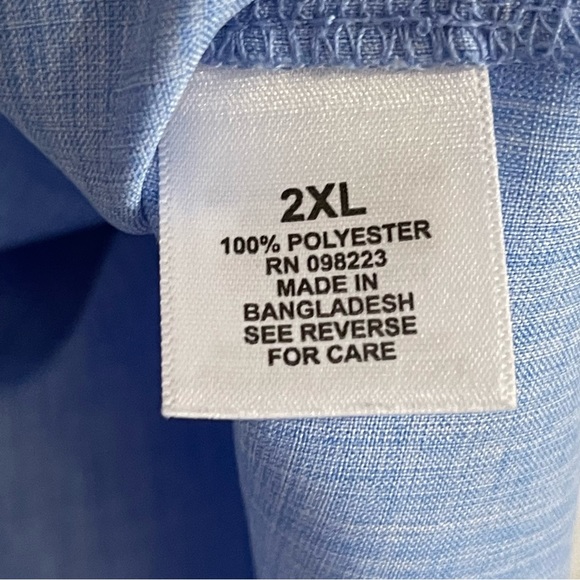 2XL
100% POLYESTER
RN 098223
MADE IN
BANGLADESH
SEE REVERSE
FOR CARE